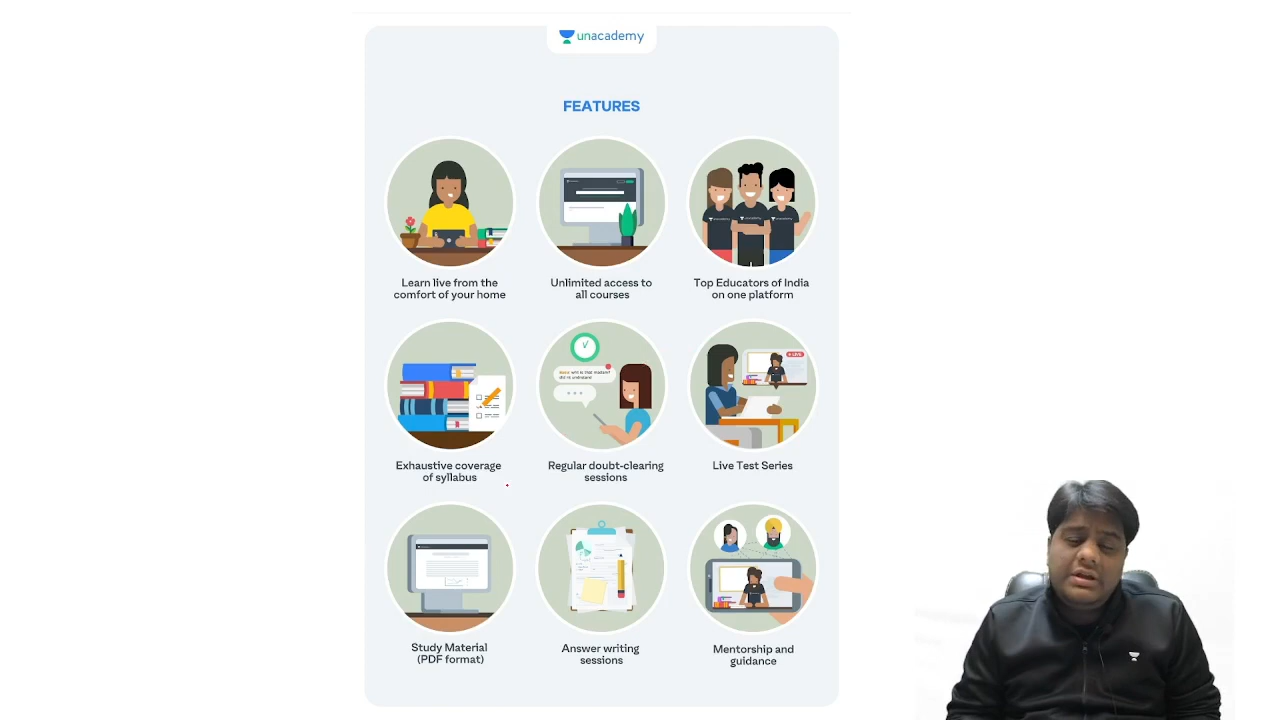 unacademy
FEATURES
Learn live from the
comfort of your home
Unlimited access to
all courses
Top Educators of India
on one platform
Exhaustive coverage
of syllabus
Regular doubt-clearing
sessions
Live Test Series
LIVE
Study Material
(PDF format)
Answer writing
sessions
Mentorship and
guidance